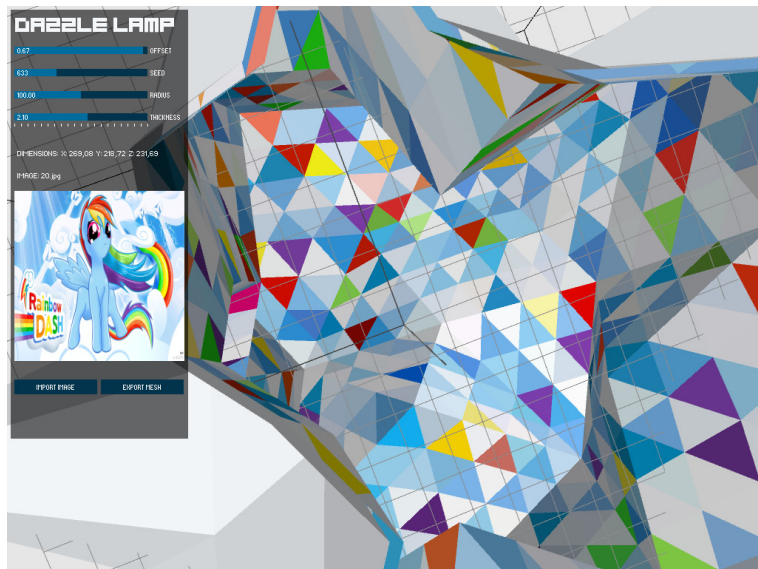 DAZZLE LAMP
0.67 OFFSET
633 SEED
100.00 RADIUS
2.10 THICKNESS
DIMENSIONS: X: 269,08 Y: 218,72 Z: 231,69
IMAGE: 20.jpg
Rainbow
DASH
IMPORT IMAGE EXPORT MESH